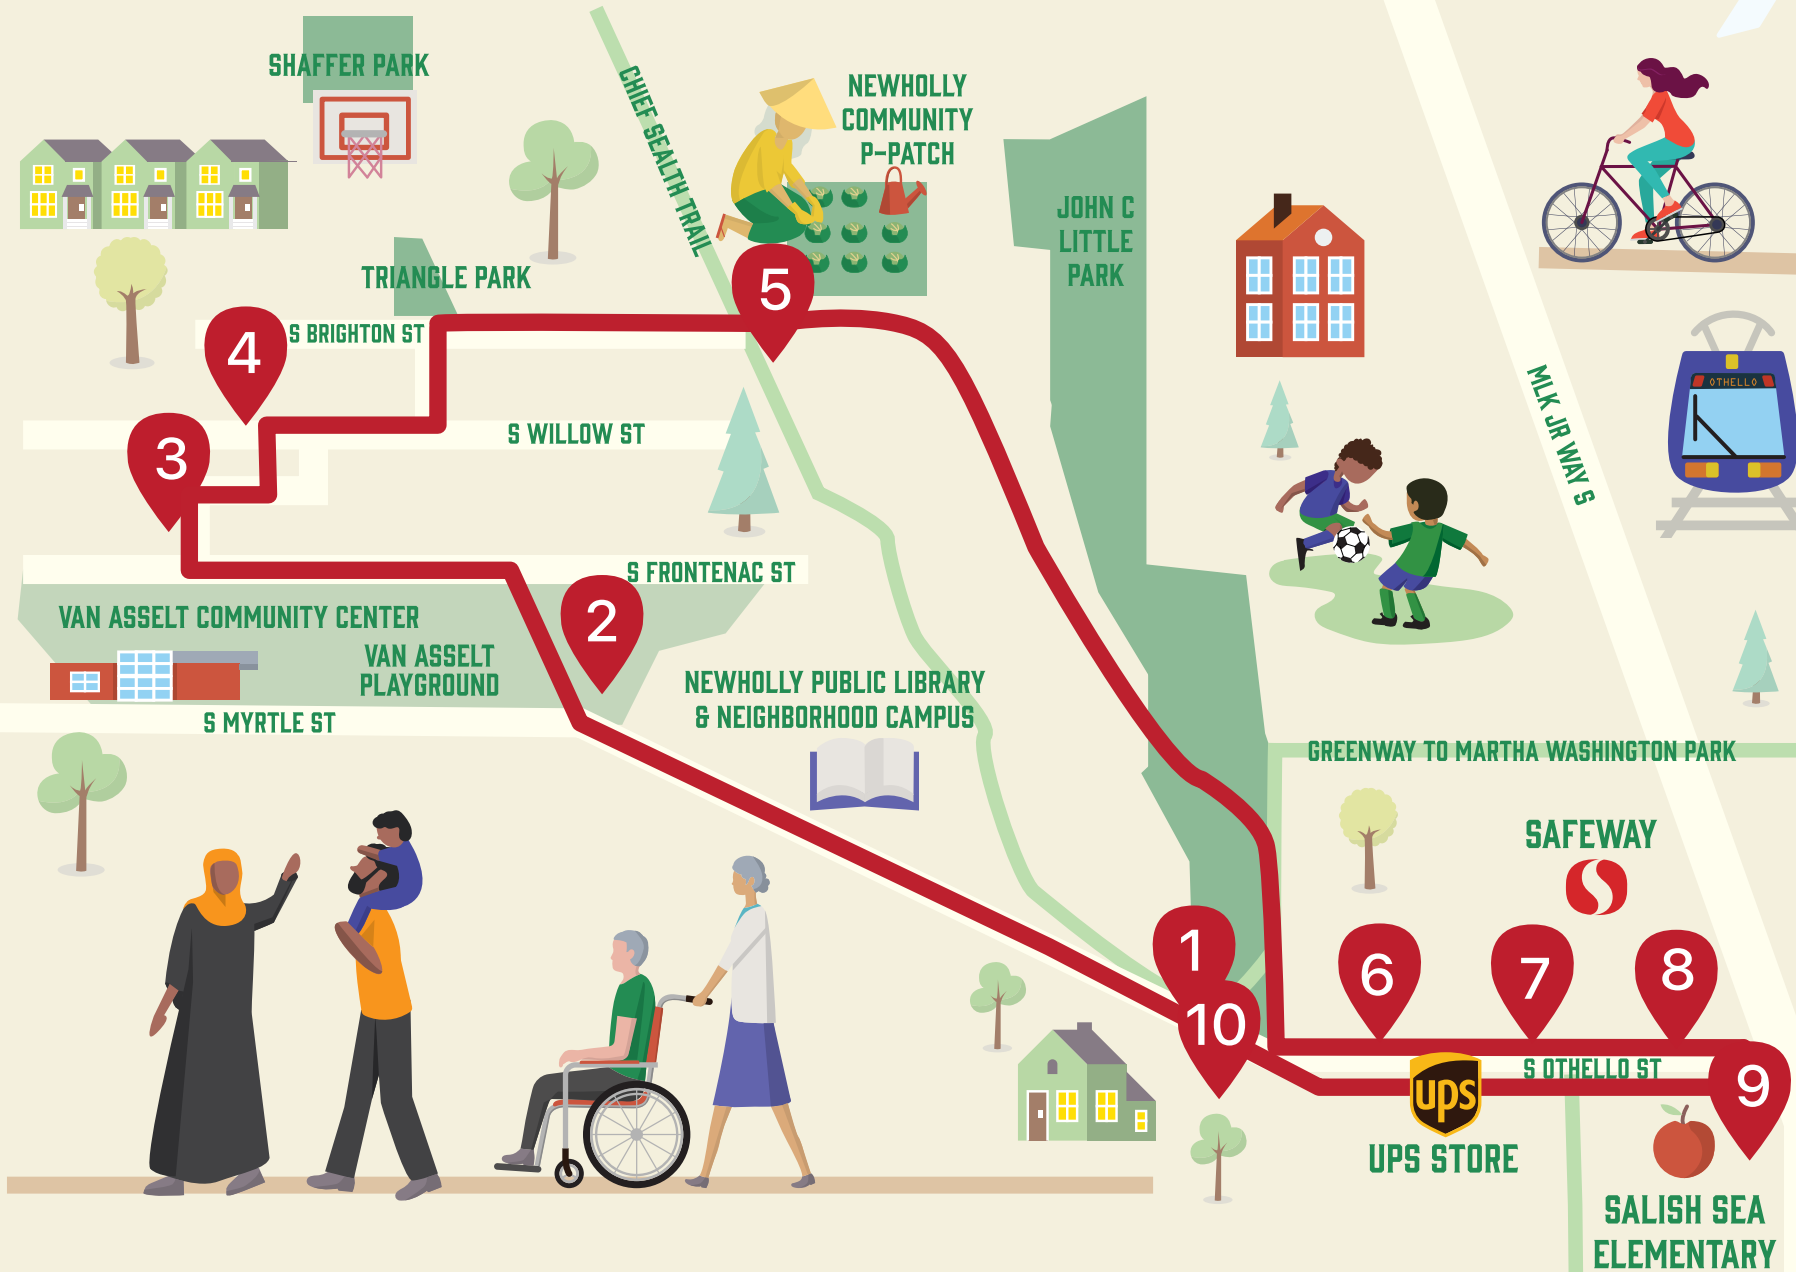 SHAFFER PARK
CHIEF SEALTH TRAIL
NEWHOLLY
COMMUNITY
P-PATCH
JOHN C
LITTLE
PARK
TRIANGLE PARK
5
4
S BRIGHTON ST
OTHELLO
MLK JR WAY S
3
S WILLOW ST
S FRONTENAC ST
2
VAN ASSELT COMMUNITY CENTER
VAN ASSELT
PLAYGROUND
S MYRTLE ST
NEWHOLLY PUBLIC LIBRARY
& NEIGHBORHOOD CAMPUS
GREENWAY TO MARTHA WASHINGTON PARK
SAFEWAY
1
10
6
7
8
S OTHELLO ST
9
ups
UPS STORE
SALISH SEA
ELEMENTARY